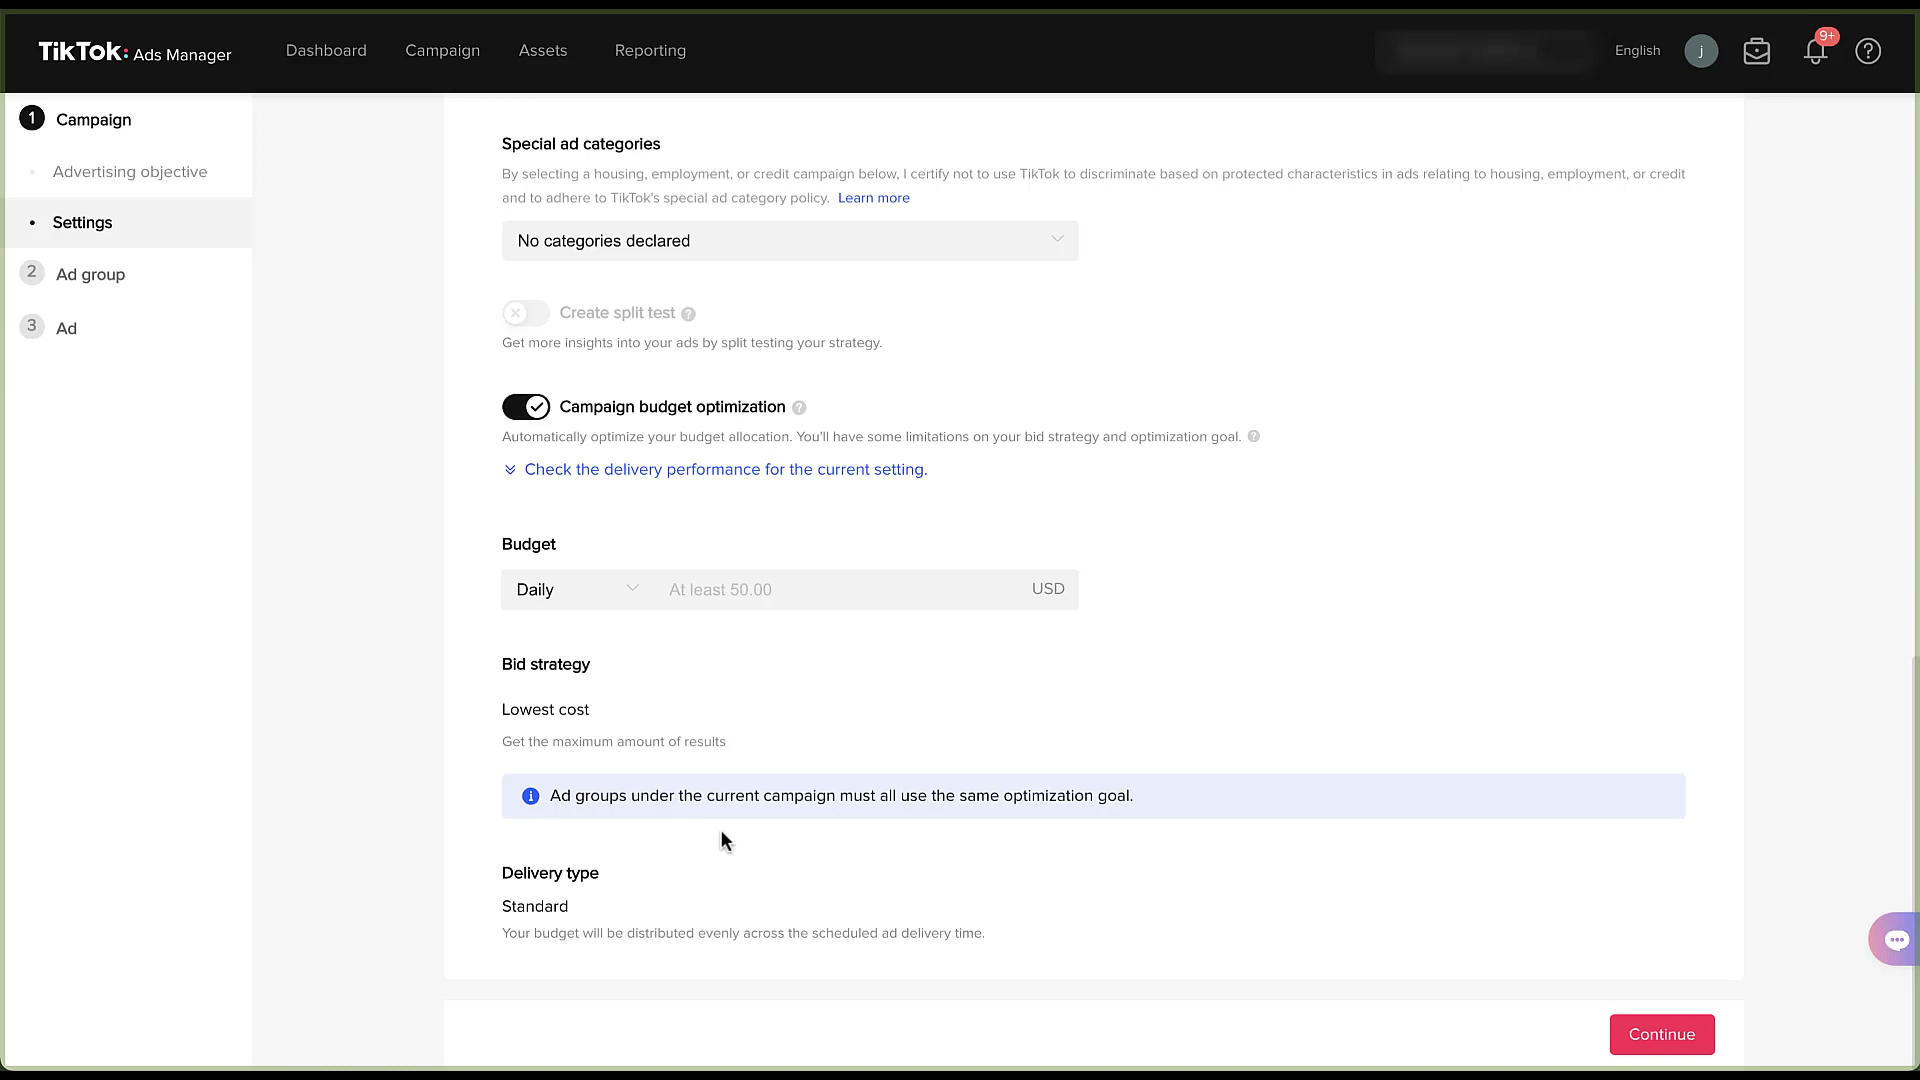 TikTok: Ads Manager
Dashboard
Campaign
Assets
Reporting
English
j
9+
?
1 Campaign
Advertising objective
Settings
2 Ad group
3 Ad
Special ad categories
By selecting a housing, employment, or credit campaign below, I certify not to use TikTok to discriminate based on protected characteristics in ads relating to housing, employment, or credit
and to adhere to TikTok's special ad category policy. Learn more
No categories declared
Create split test ?
Get more insights into your ads by split testing your strategy.
Campaign budget optimization ?
Automatically optimize your budget allocation. You'll have some limitations on your bid strategy and optimization goal. ?
Check the delivery performance for the current setting.
Budget
Daily At least 50.00 USD
Bid strategy
Lowest cost
Get the maximum amount of results
Ad groups under the current campaign must all use the same optimization goal.
Delivery type
Standard
Your budget will be distributed evenly across the scheduled ad delivery time.
Continue